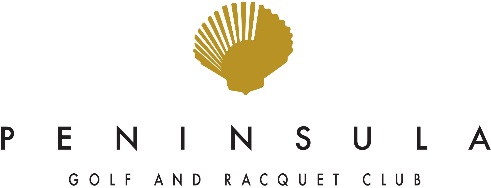 PENINSULA
GOLF AND RACQUET CLUB